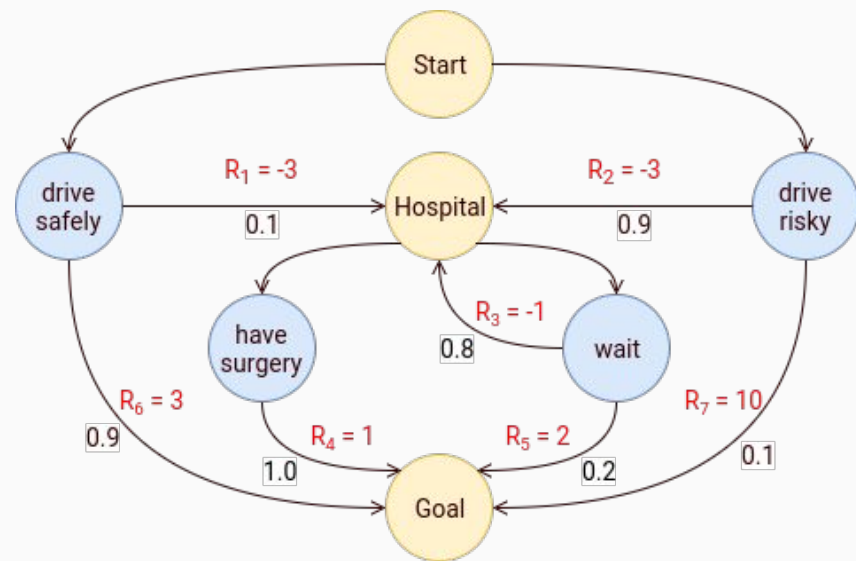 Start
R₁ = -3
R₂ = -3
drive
safely
Hospital
drive
risky
0.1
0.9
R₃ = -1
have
surgery
0.8
wait
R₆ = 3
R₇ = 10
0.9
R₄ = 1
R₅ = 2
0.1
1.0
0.2
Goal